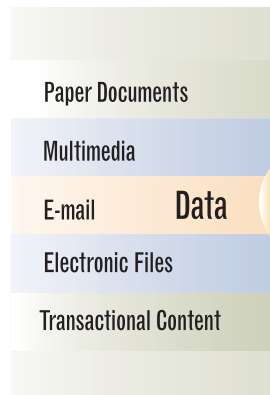 Paper Documents
Multimedia
E-mail Data
Electronic Files
Transactional Content